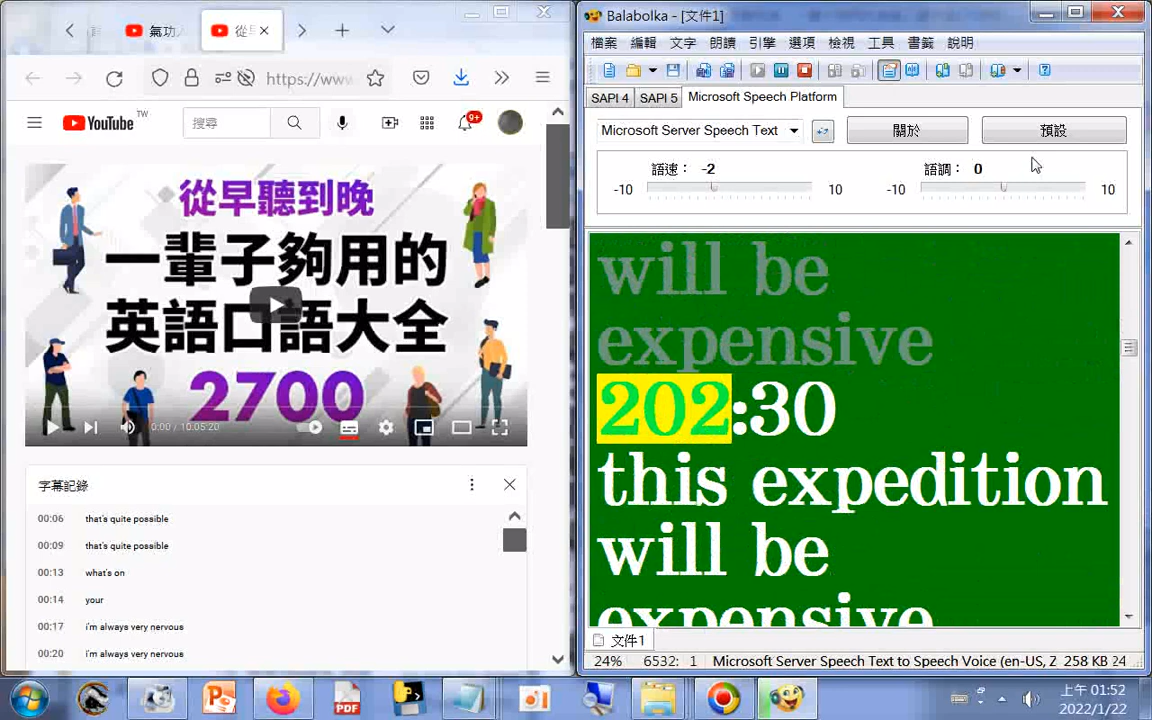 氣功
從
https://www
YouTube TW
搜尋
9+
從早聽到晚
一輩子夠用的
英語口語大全
2700
0:00 / 10:05:20
字幕記錄
00:06 that's quite possible
00:09 that's quite possible
00:13 what's on
00:14 your
00:17 i'm always very nervous
00:20 i'm always very nervous
Balabolka - [文件1]
檔案 編輯 文字 朗讀 引擎 選項 檢視 工具 書籤 說明
SAPI 4 SAPI 5 Microsoft Speech Platform
Microsoft Server Speech Text 關於 預設
語速： -2 語調： 0
-10 10 -10 10
will be
expensive
202:30
this expedition
will be
expensive
文件1
24% 6532: 1 Microsoft Server Speech Text to Speech Voice (en-US, Z 258 KB 24
PDF
上午 01:52
2022/1/22